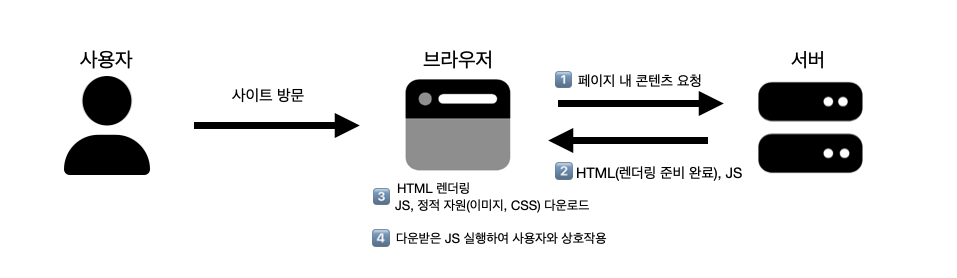 사용자
브라우저
서버
사이트 방문
1 페이지 내 콘텐츠 요청
2 HTML(렌더링 준비 완료), JS
3 HTML 렌더링
JS, 정적 자원(이미지, CSS) 다운로드
4 다운받은 JS 실행하여 사용자와 상호작용